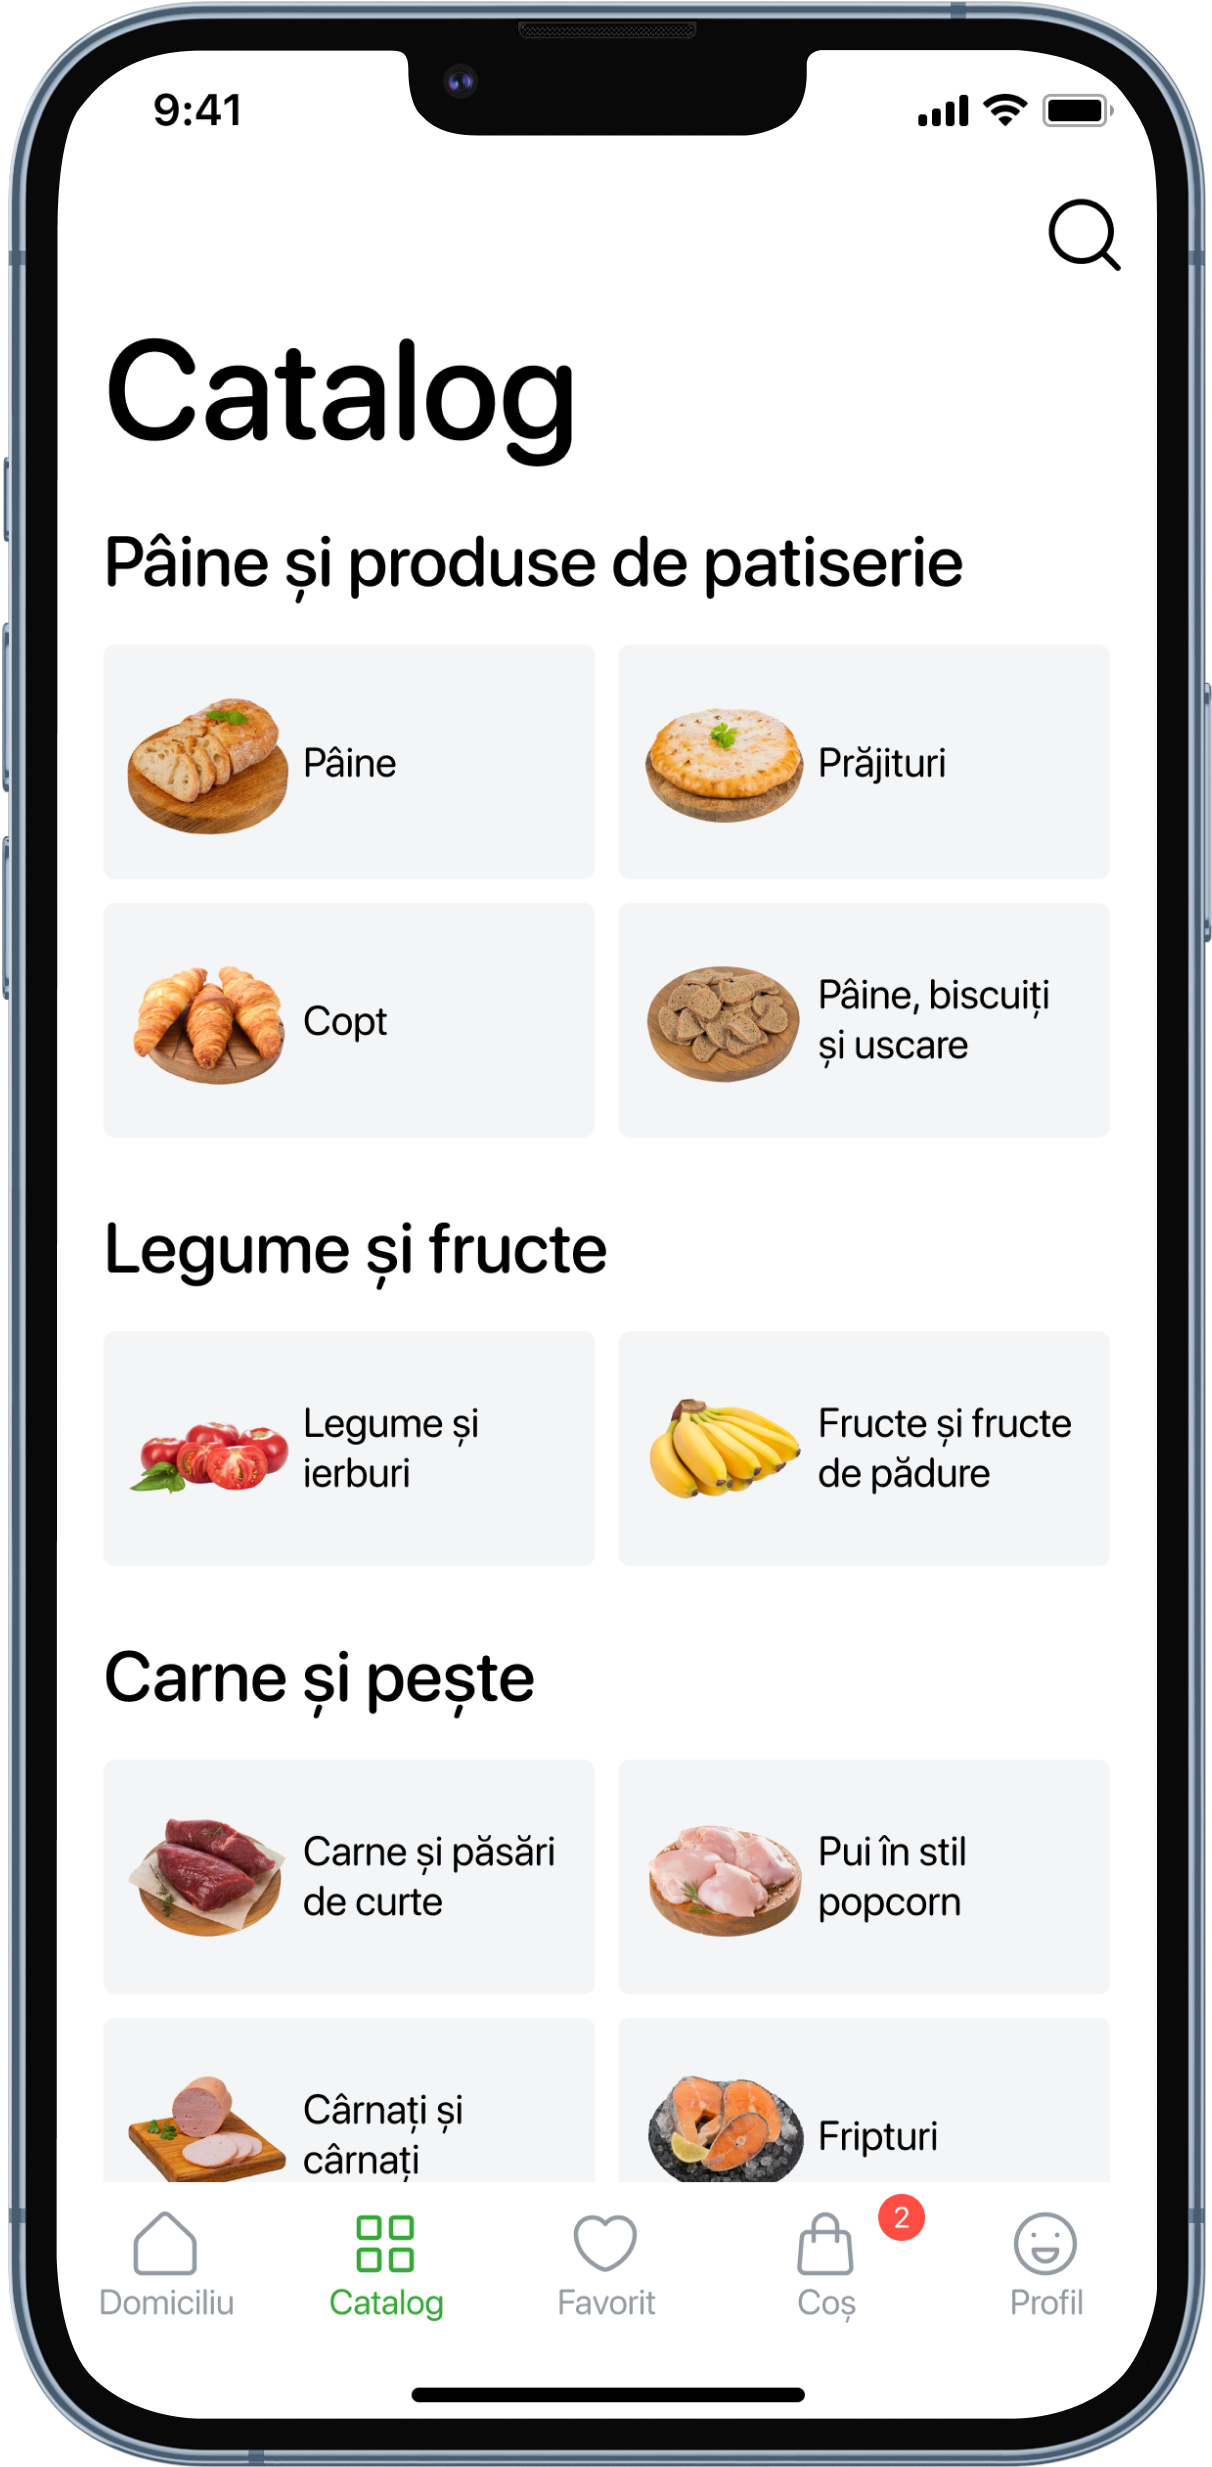 9:41
Catalog
Pâine și produse de patiserie
Pâine
Prăjituri
Copt
Pâine, biscuiți
și uscare
Legume și fructe
Legume și
ierburi
Fructe și fructe
de pădure
Carne și pește
Carne și păsări
de curte
Pui în stil
popcorn
Cârnați și
cârnați
Fripturi
2
Domiciliu
Catalog
Favorit
Coș
Profil